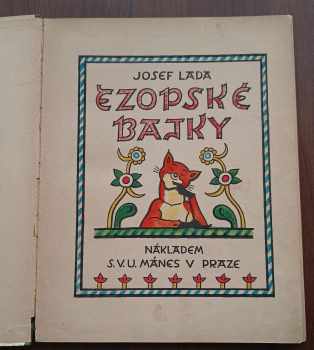 JOSEF LADA
EZOPSKÉ
BAJKY
NÁKLADEM
S.V.U. MÁNES V PRAZE